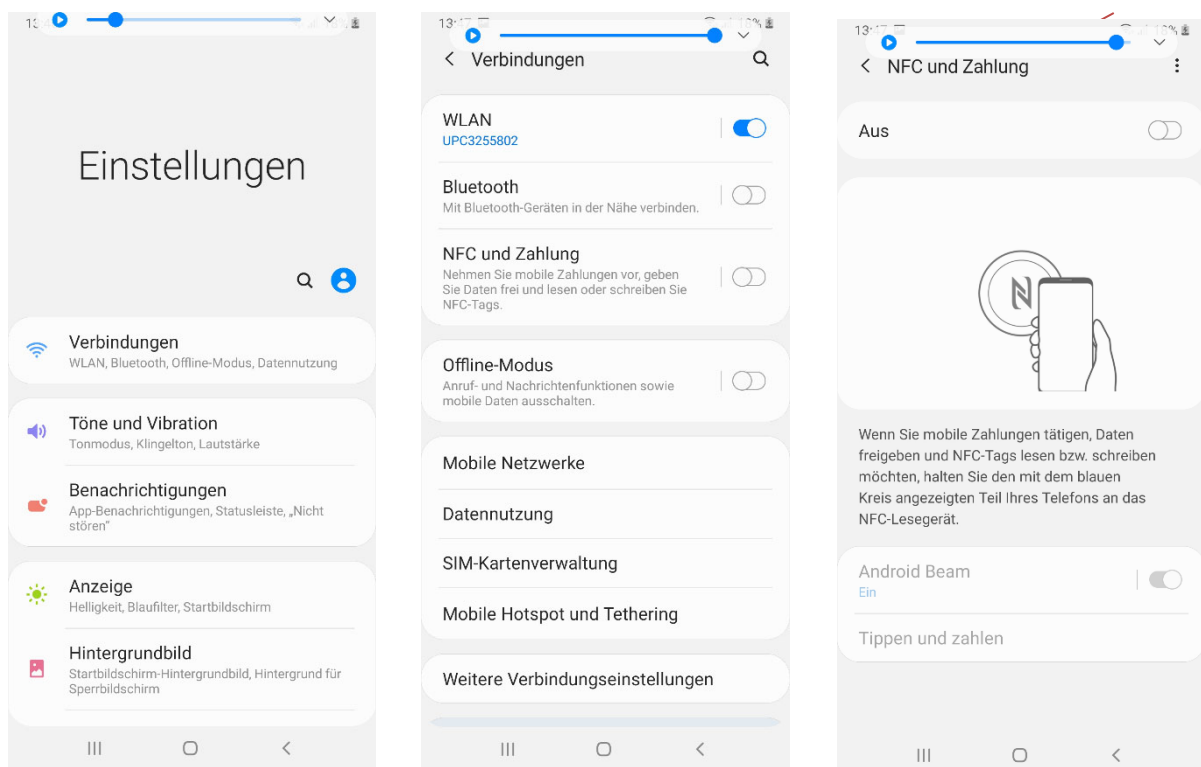 Einstellungen
Verbindungen
WLAN, Bluetooth, Offline-Modus, Datennutzung
Töne und Vibration
Tonmodus, Klingelton, Lautstärke
Benachrichtigungen
App-Benachrichtigungen, Statusleiste, „Nicht
stören“
Anzeige
Helligkeit, Blaufilter, Startbildschirm
Hintergrundbild
Startbildschirm-Hintergrundbild, Hintergrund für
Sperrbildschirm
Verbindungen
WLAN
UPC3255802
Bluetooth
Mit Bluetooth-Geräten in der Nähe verbinden.
NFC und Zahlung
Nehmen Sie mobile Zahlungen vor, geben
Sie Daten frei und lesen oder schreiben Sie
NFC-Tags.
Offline-Modus
Anruf- und Nachrichtenfunktionen sowie
mobile Daten ausschalten.
Mobile Netzwerke
Datennutzung
SIM-Kartenverwaltung
Mobile Hotspot und Tethering
Weitere Verbindungseinstellungen
NFC und Zahlung
Aus
Wenn Sie mobile Zahlungen tätigen, Daten
freigeben und NFC-Tags lesen bzw. schreiben
möchten, halten Sie den mit dem blauen
Kreis angezeigten Teil Ihres Telefons an das
NFC-Lesegerät.
Android Beam
Ein
Tippen und zahlen